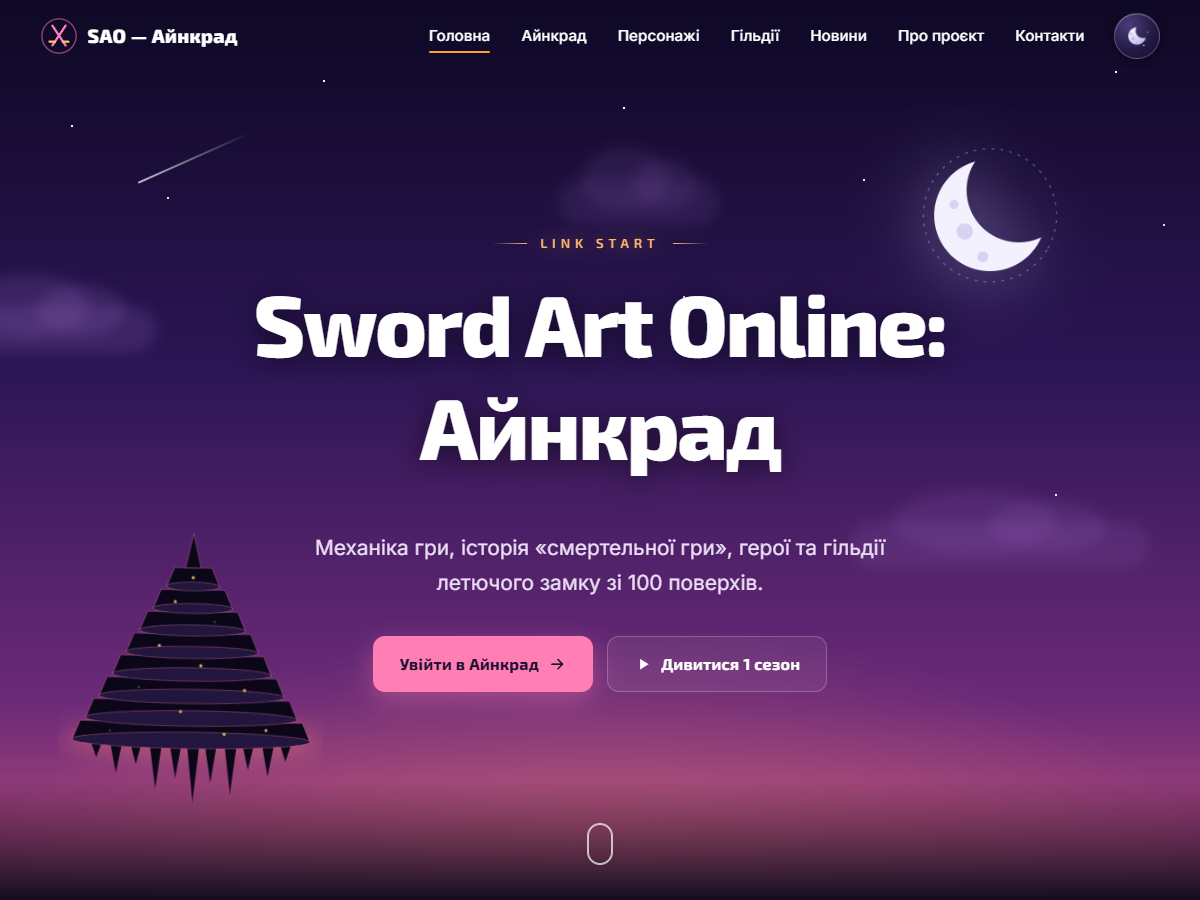 SAO — Айнкрад
Головна
Айнкрад
Персонажі
Гільдії
Новини
Про проєкт
Контакти
LINK START
Sword Art Online:
Айнкрад
Механіка гри, історія «смертельної гри», герої та гільдії
летючого замку зі 100 поверхів.
Увійти в Айнкрад →
Дивитися 1 сезон